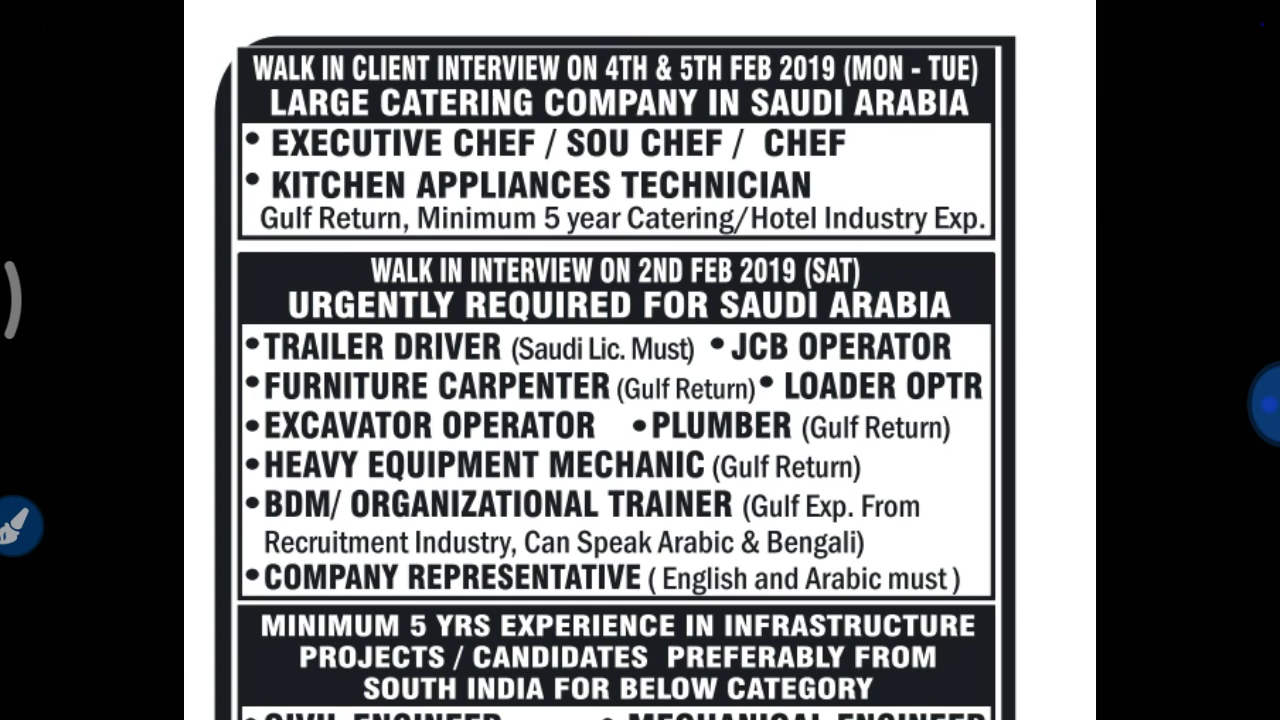 WALK IN CLIENT INTERVIEW ON 4TH & 5TH FEB 2019 (MON - TUE)
LARGE CATERING COMPANY IN SAUDI ARABIA
• EXECUTIVE CHEF / SOU CHEF / CHEF
• KITCHEN APPLIANCES TECHNICIAN
Gulf Return, Minimum 5 year Catering/Hotel Industry Exp.
WALK IN INTERVIEW ON 2ND FEB 2019 (SAT)
URGENTLY REQUIRED FOR SAUDI ARABIA
• TRAILER DRIVER (Saudi Lic. Must) • JCB OPERATOR
• FURNITURE CARPENTER (Gulf Return) • LOADER OPTR
• EXCAVATOR OPERATOR • PLUMBER (Gulf Return)
• HEAVY EQUIPMENT MECHANIC (Gulf Return)
• BDM/ ORGANIZATIONAL TRAINER (Gulf Exp. From
Recruitment Industry, Can Speak Arabic & Bengali)
• COMPANY REPRESENTATIVE ( English and Arabic must )
MINIMUM 5 YRS EXPERIENCE IN INFRASTRUCTURE
PROJECTS / CANDIDATES PREFERABLY FROM
SOUTH INDIA FOR BELOW CATEGORY
• CIVIL ENGINEER • MECHANICAL ENGINEER